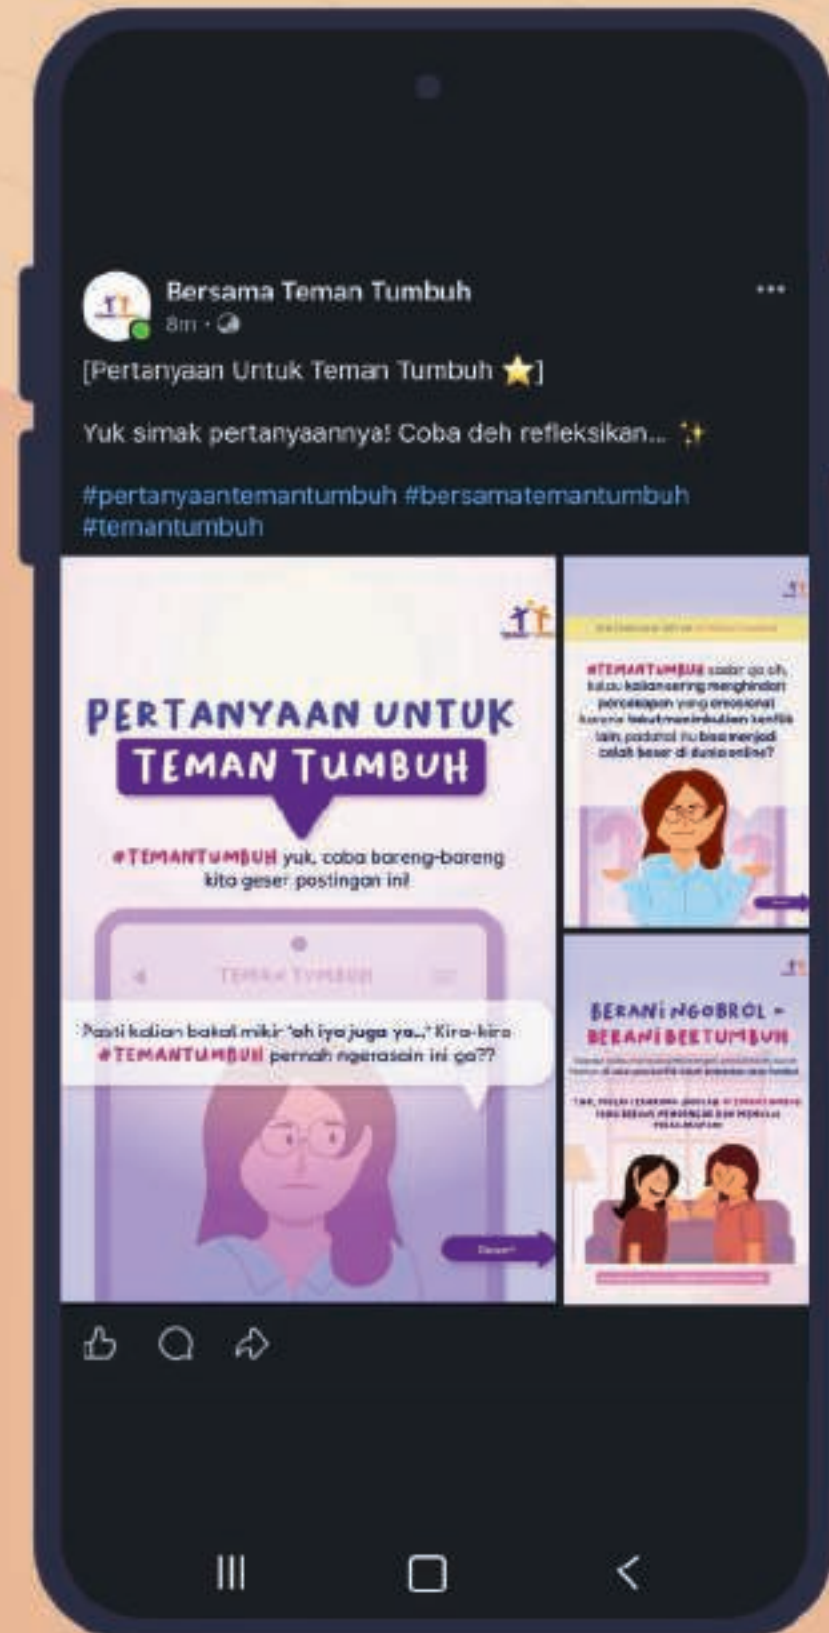 Bersama Teman Tumbuh
8m
[Pertanyaan Untuk Teman Tumbuh ⭐]
Yuk simak pertanyaannya! Coba deh refleksikan... ✨
#pertanyaantemantumbuh #bersamatemantumbuh
#temantumbuh
PERTANYAAN UNTUK
TEMAN TUMBUH
#TEMANTUMBUH yuk, coba bareng-bareng
kita geser postingan ini!
TEMAN TUMBUH
Pasti kalian bakal mikir "oh iya juga ya..." Kira-kira
#TEMANTUMBUH pernah ngerasain ini ga??
#TEMANTUMBUH sadar ga sih,
kalau kalian sering menghindari
percakapan yang emosional
karena takut menimbulkan konflik
lain, padahal itu bisa menjadi
celah besar di dunia online?
BERANI NGOBROL =
BERANI BERTUMBUH